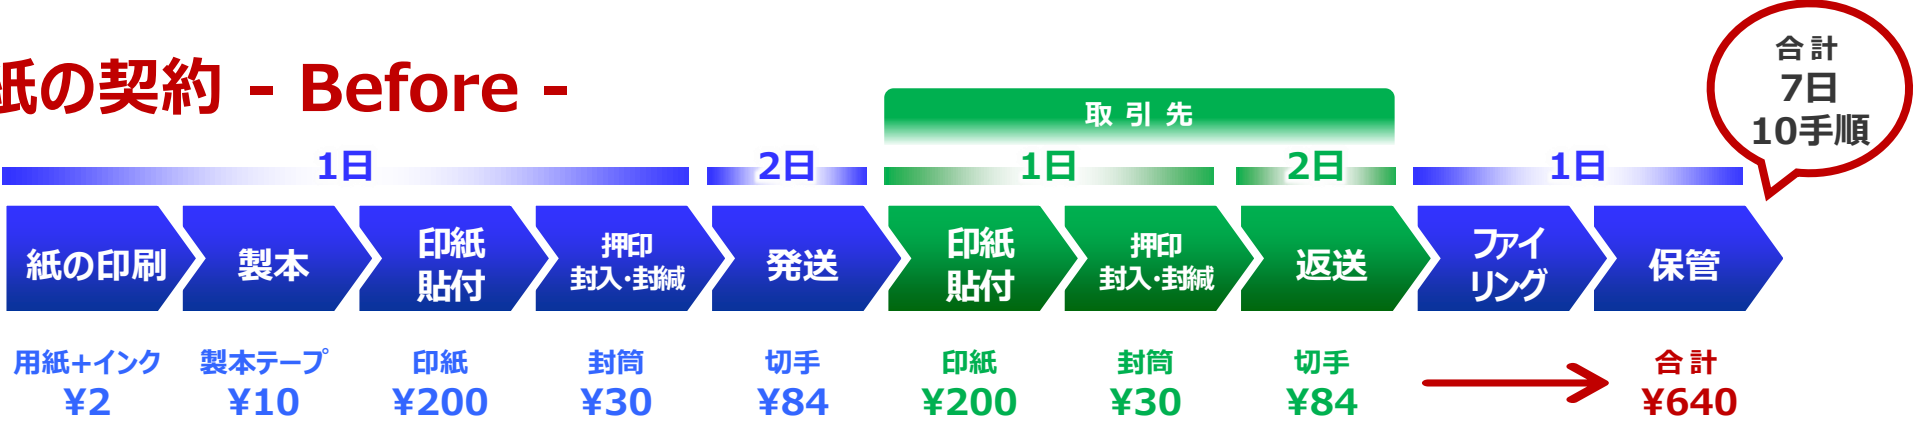 紙の契約 - Before -
合計
7日
10手順
取引先
1日
2日
1日
2日
1日
紙の印刷
製本
印紙
貼付
押印
封入･封緘
発送
印紙
貼付
押印
封入･封緘
返送
ファイ
リング
保管
用紙+インク
¥2
製本テープ
¥10
印紙
¥200
封筒
¥30
切手
¥84
印紙
¥200
封筒
¥30
切手
¥84
合計
¥640